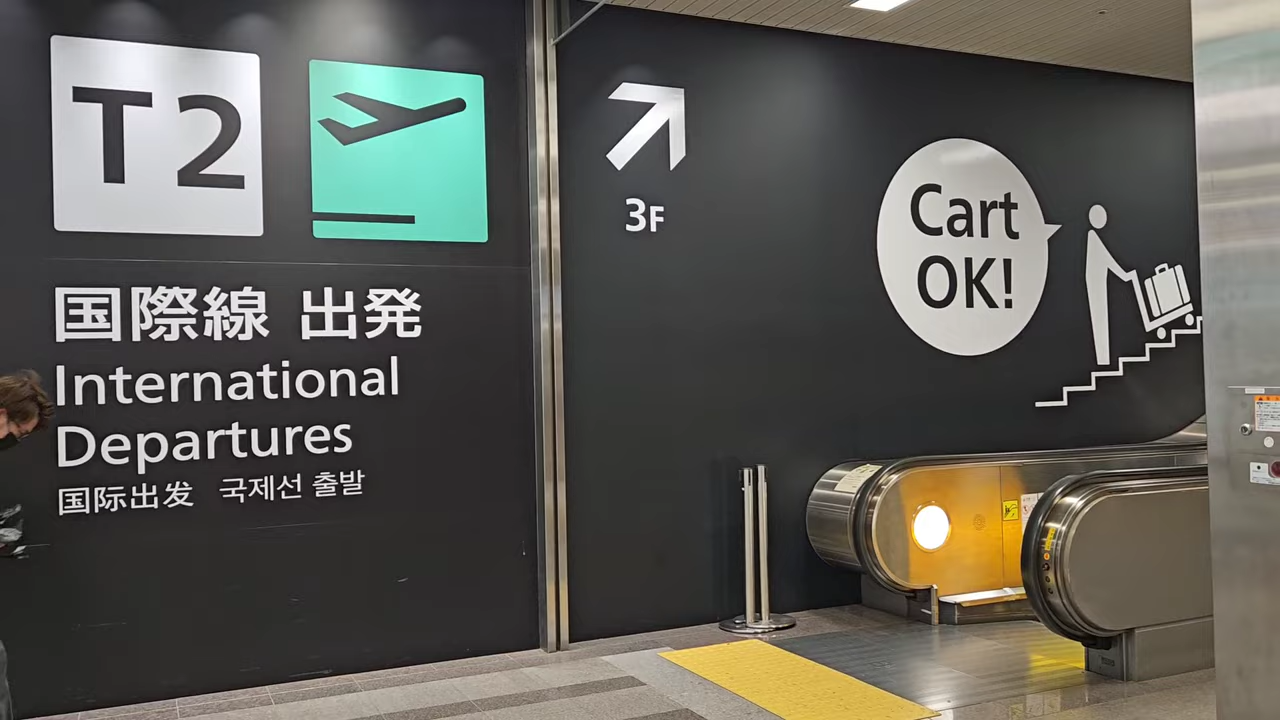 T2
国際線 出発
International
Departures
国际出发 국제선 출발
3F
Cart
OK!